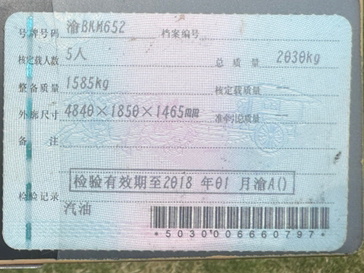 号牌号码 渝BKM652 档案编号
核定载人数 5人 总质量 2030kg
整备质量 1585kg 核定载质量
外廓尺寸 4840×1850×1465mm 准牵引总质量
备注
检验有效期至2018年01月渝A()
检验记录
汽油
*5030006660797*